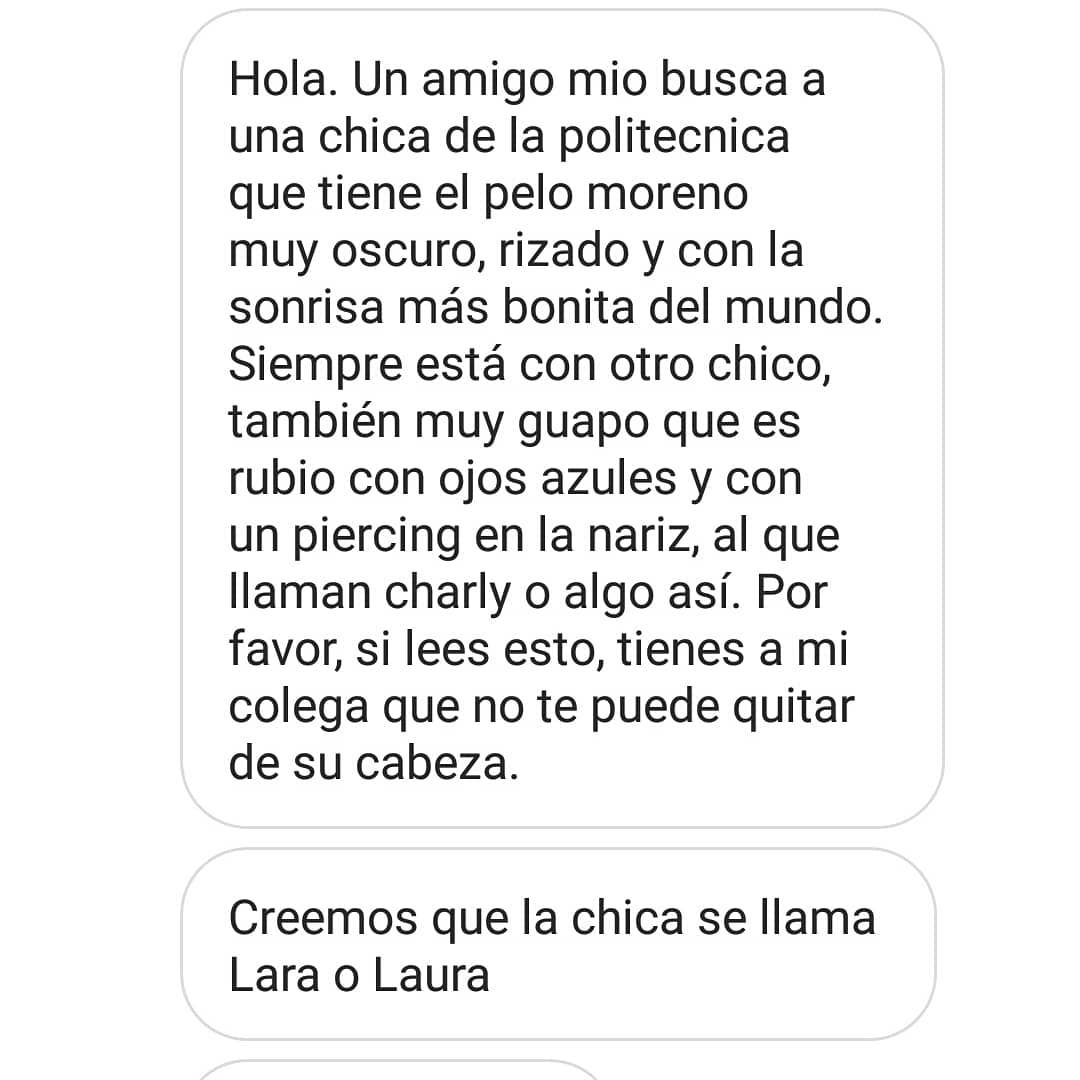 Hola. Un amigo mio busca a
una chica de la politecnica
que tiene el pelo moreno
muy oscuro, rizado y con la
sonrisa más bonita del mundo.
Siempre está con otro chico,
también muy guapo que es
rubio con ojos azules y con
un piercing en la nariz, al que
llaman charly o algo así. Por
favor, si lees esto, tienes a mi
colega que no te puede quitar
de su cabeza.
Creemos que la chica se llama
Lara o Laura